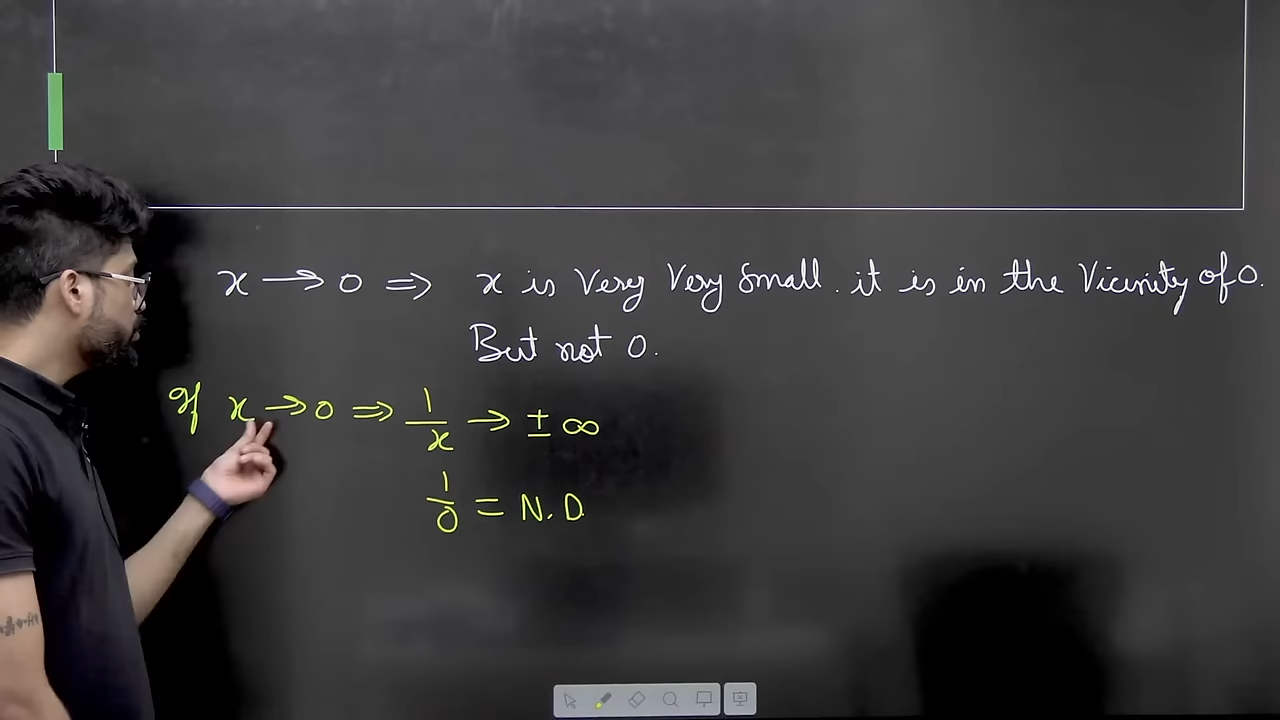 x → 0 ⇒ x is Very Very Small. it is in the Vicinity of 0.
But not 0.
If x → 0 ⇒ 1/x → ± ∞
1/0 = N.D.